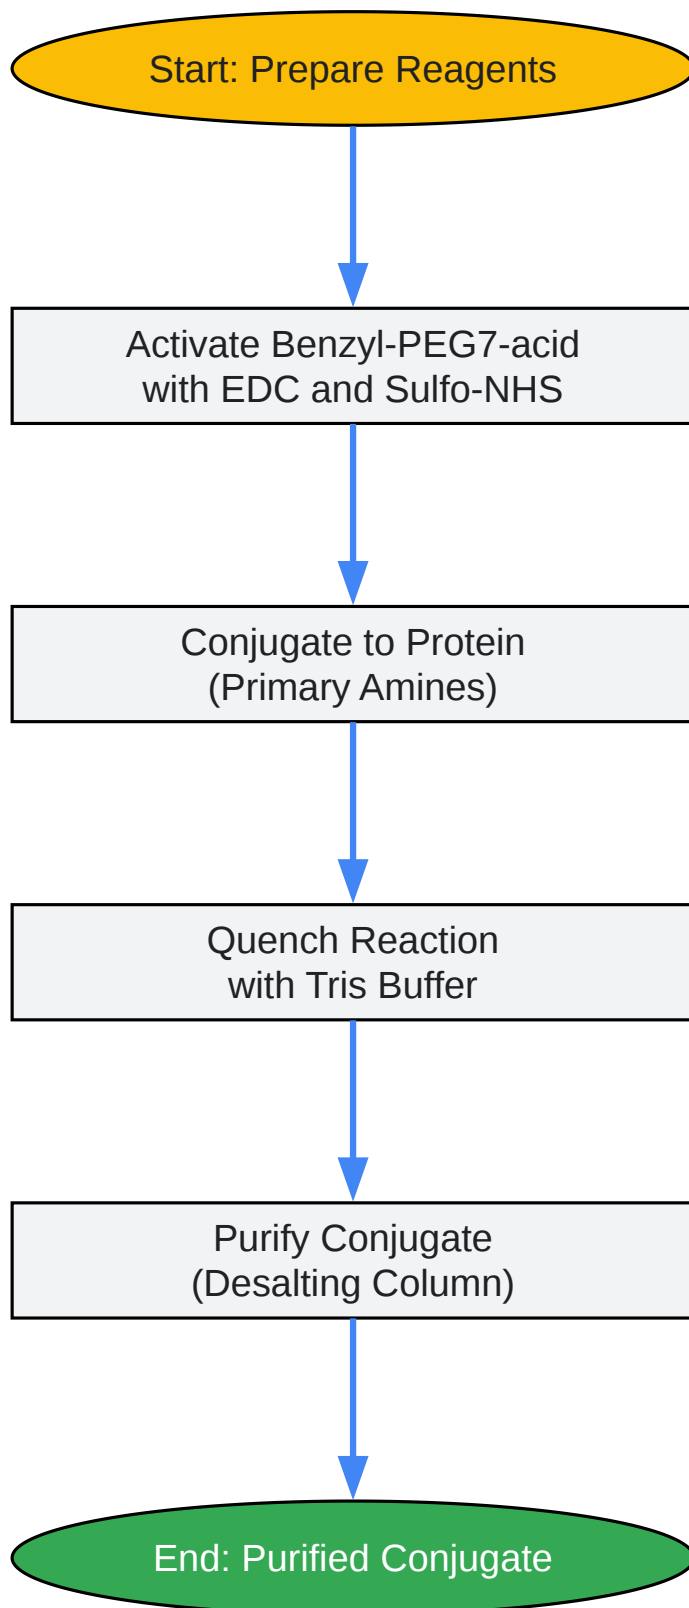 Start: Prepare Reagents
Activate Benzyl-PEG7-acid
with EDC and Sulfo-NHS
Conjugate to Protein
(Primary Amines)
Quench Reaction
with Tris Buffer
Purify Conjugate
(Desalting Column)
End: Purified Conjugate